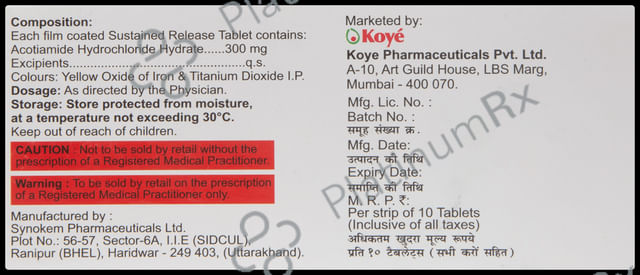 Composition:
Each film coated Sustained Release Tablet contains:
Acotiamide Hydrochloride Hydrate......300 mg
Excipients..................................................q.s.
Colours: Yellow Oxide of Iron & Titanium Dioxide I.P.
Dosage: As directed by the Physician.
Storage: Store protected from moisture,
at a temperature not exceeding 30°C.
Keep out of reach of children.
CAUTION : Not to be sold by retail without the
prescription of a Registered Medical Practitioner.
Warning : To be sold by retail on the prescription
of a Registered Medical Practitioner only.
Manufactured by :
Synokem Pharmaceuticals Ltd.
Plot No.: 56-57, Sector-6A, I.I.E (SIDCUL),
Ranipur (BHEL), Haridwar - 249 403, (Uttarakhand).
Marketed by:
Koyé
Koye Pharmaceuticals Pvt. Ltd.
A-10, Art Guild House, LBS Marg,
Mumbai - 400 070.
Mfg. Lic. No. :
Batch No. :
समूह संख्या क्र.
Mfg. Date:
उत्पादन की तिथि
Expiry Date:
समाप्ति की तिथि
M. R. P. ₹:
Per strip of 10 Tablets
(Inclusive of all taxes)
अधिकतम खुदरा मूल्य रूपये
प्रति १० टैबलेट्स (सभी करों सहित)
PlatinumRx
PlatinumRx